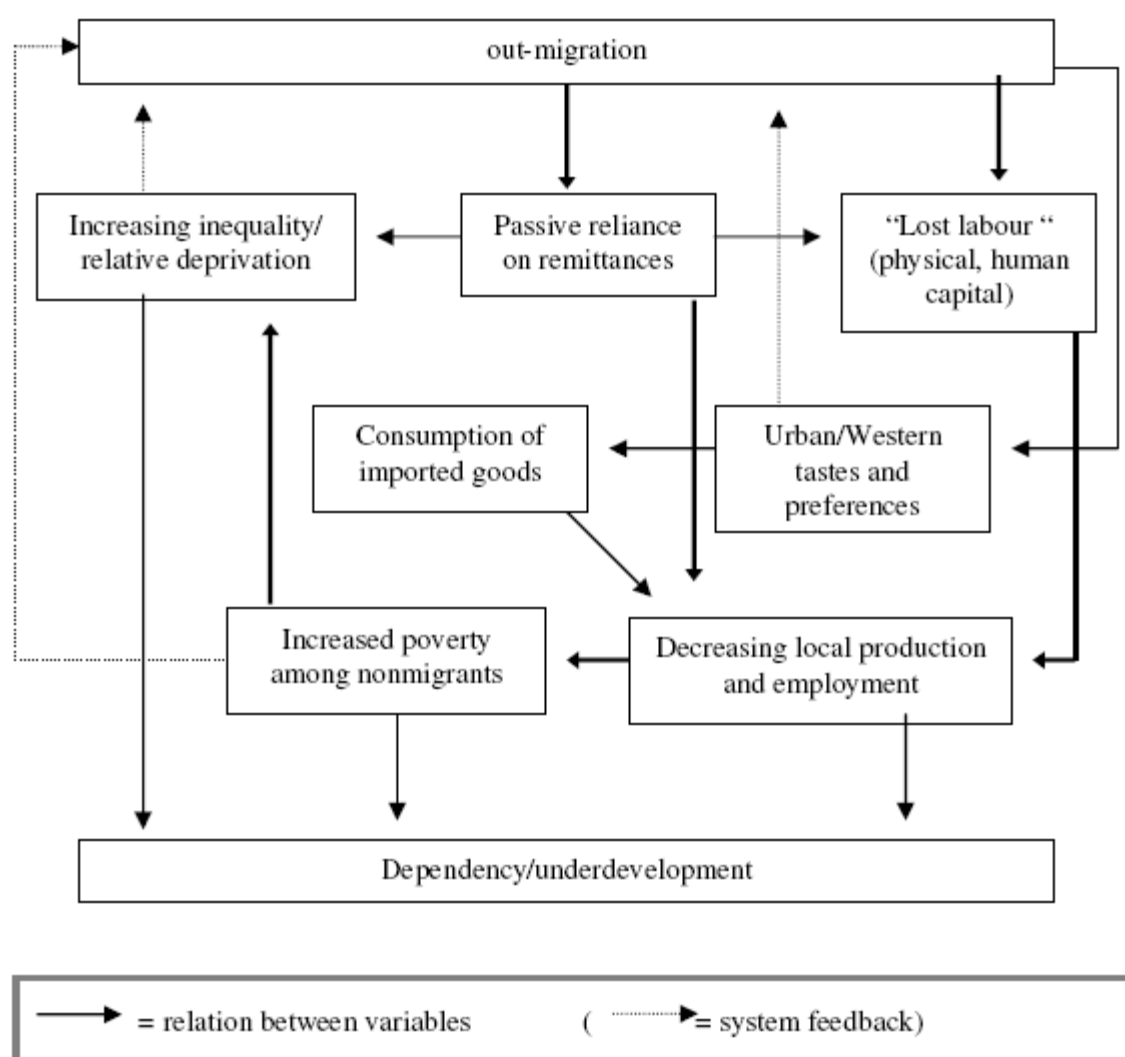 out-migration
Increasing inequality/
relative deprivation
Passive reliance
on remittances
“Lost labour “
(physical, human
capital)
Consumption of
imported goods
Urban/Western
tastes and
preferences
Increased poverty
among nonmigrants
Decreasing local production
and employment
Dependency/underdevelopment
= relation between variables ( = system feedback)